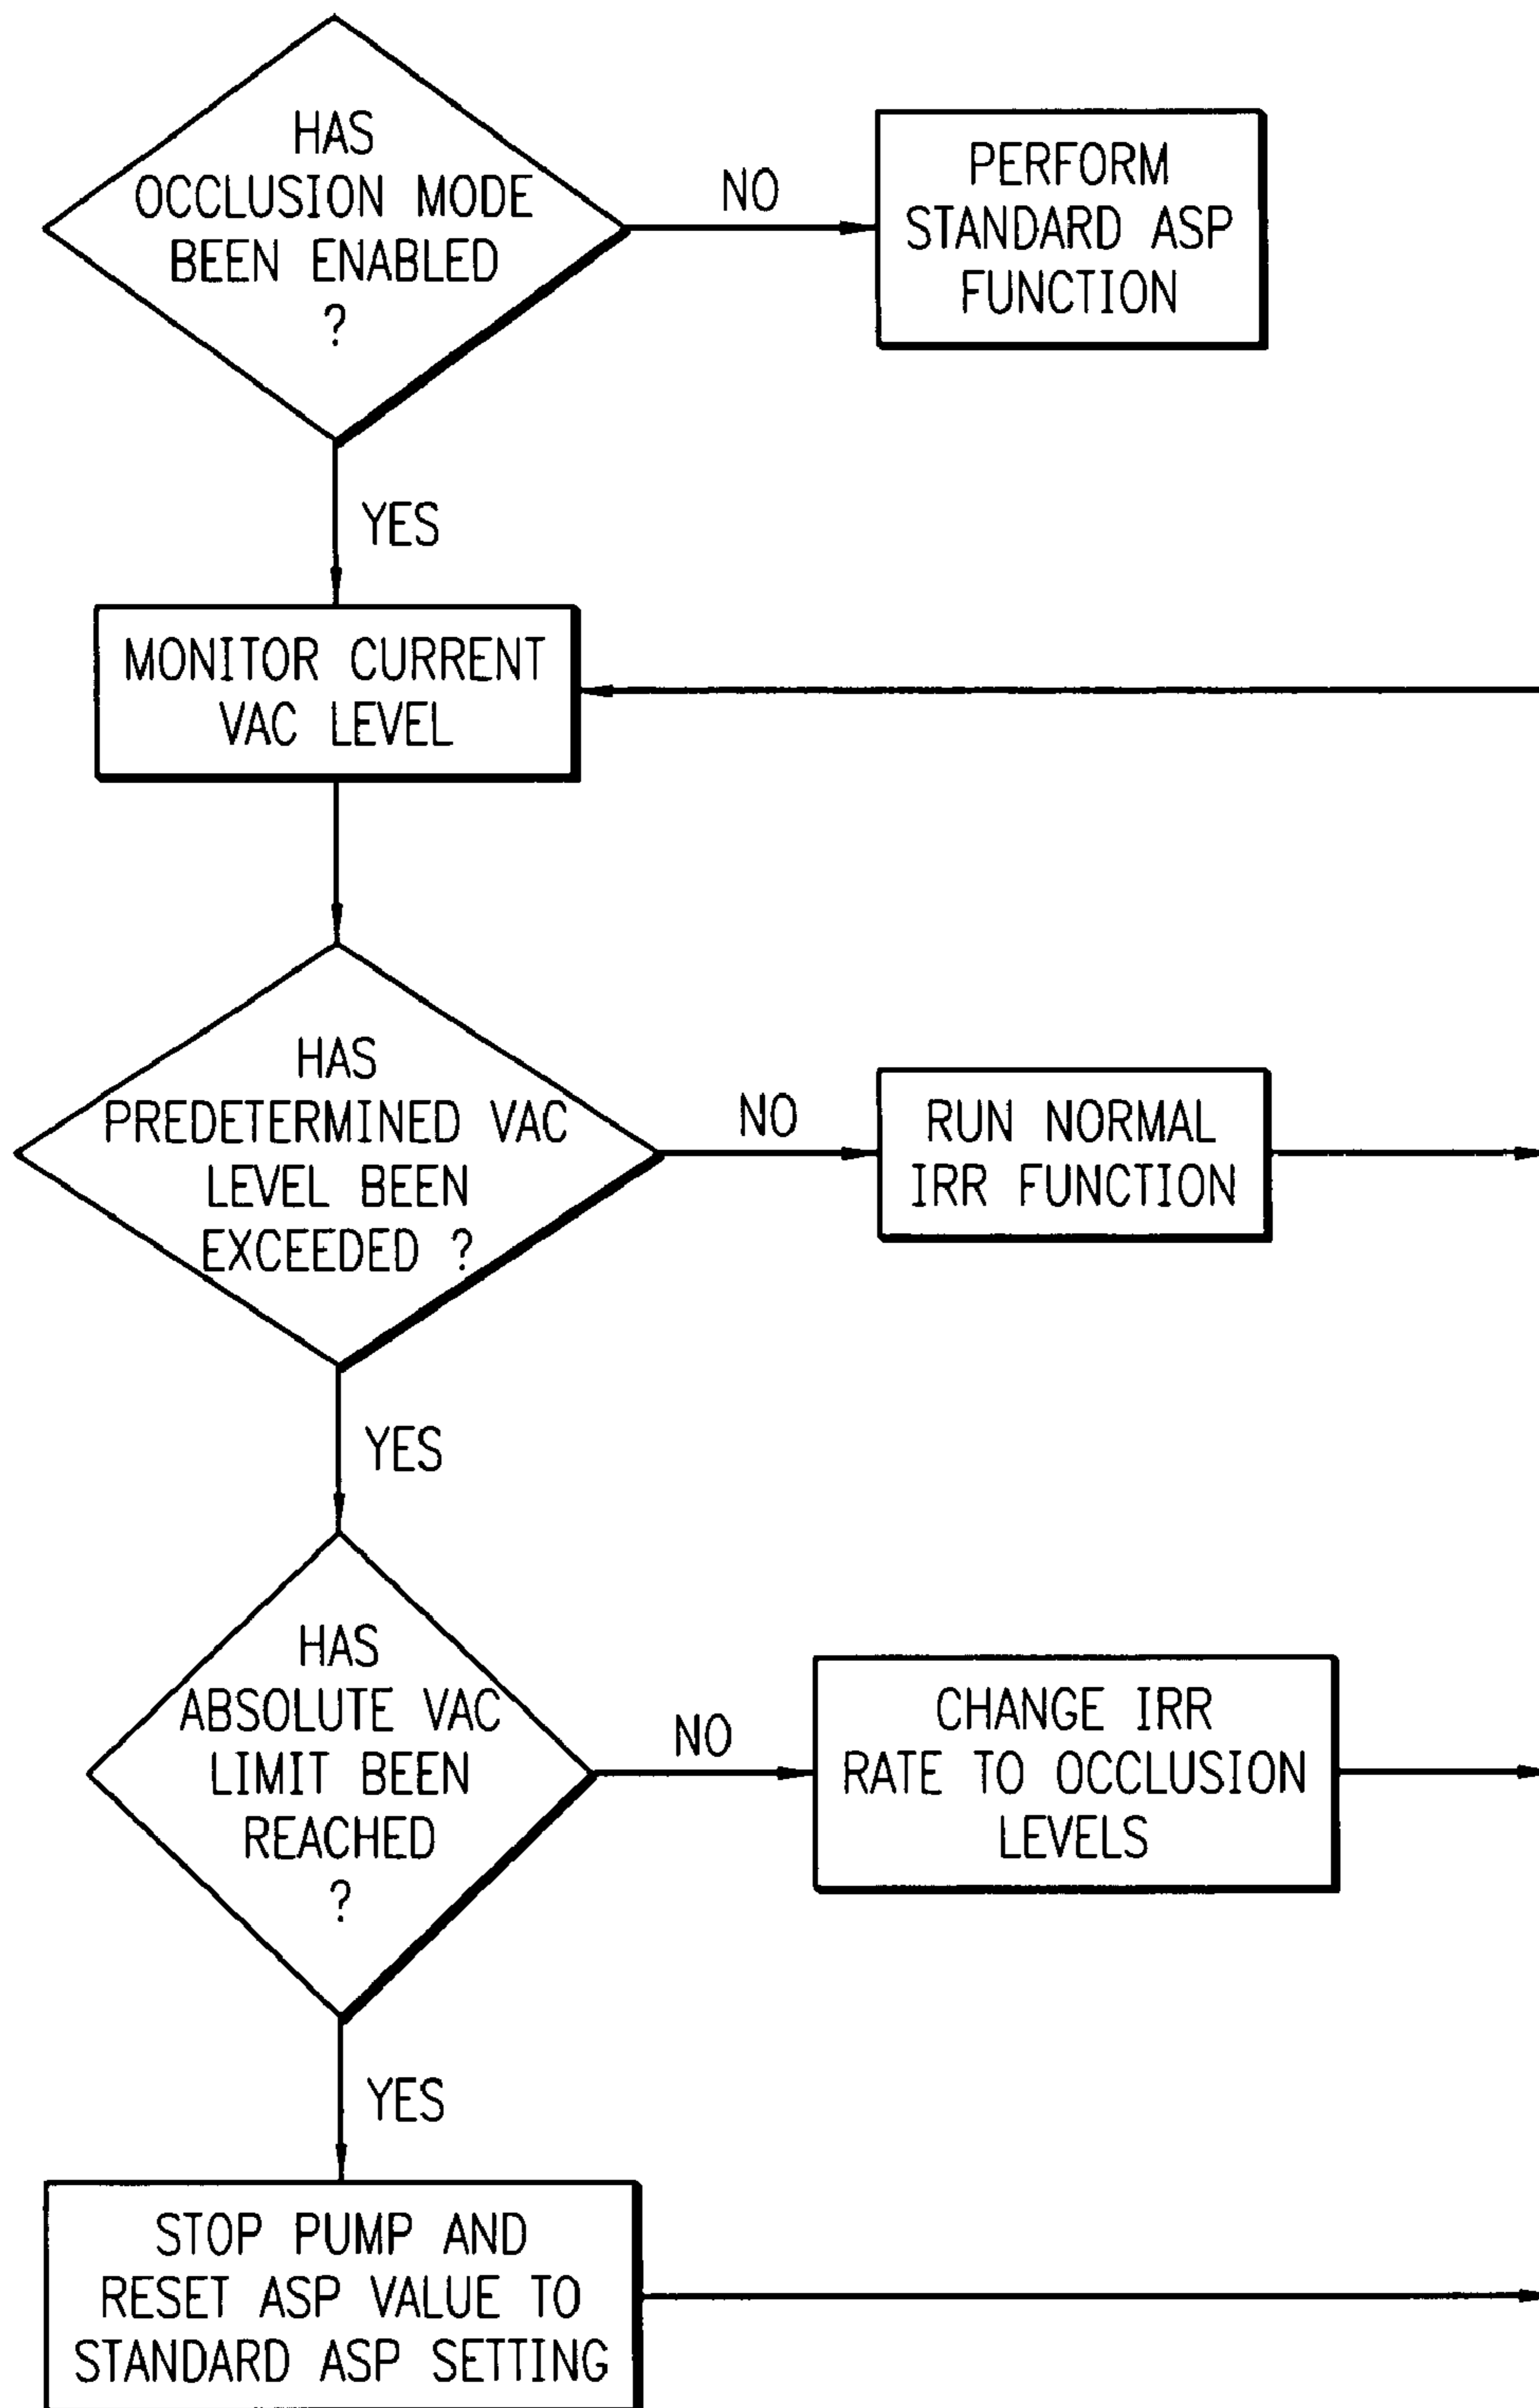 HAS
OCCLUSION MODE
BEEN ENABLED
?
NO
PERFORM
STANDARD ASP
FUNCTION
YES
MONITOR CURRENT
VAC LEVEL
HAS
PREDETERMINED VAC
LEVEL BEEN
EXCEEDED ?
NO
RUN NORMAL
IRR FUNCTION
YES
HAS
ABSOLUTE VAC
LIMIT BEEN
REACHED
?
NO
CHANGE IRR
RATE TO OCCLUSION
LEVELS
YES
STOP PUMP AND
RESET ASP VALUE TO
STANDARD ASP SETTING